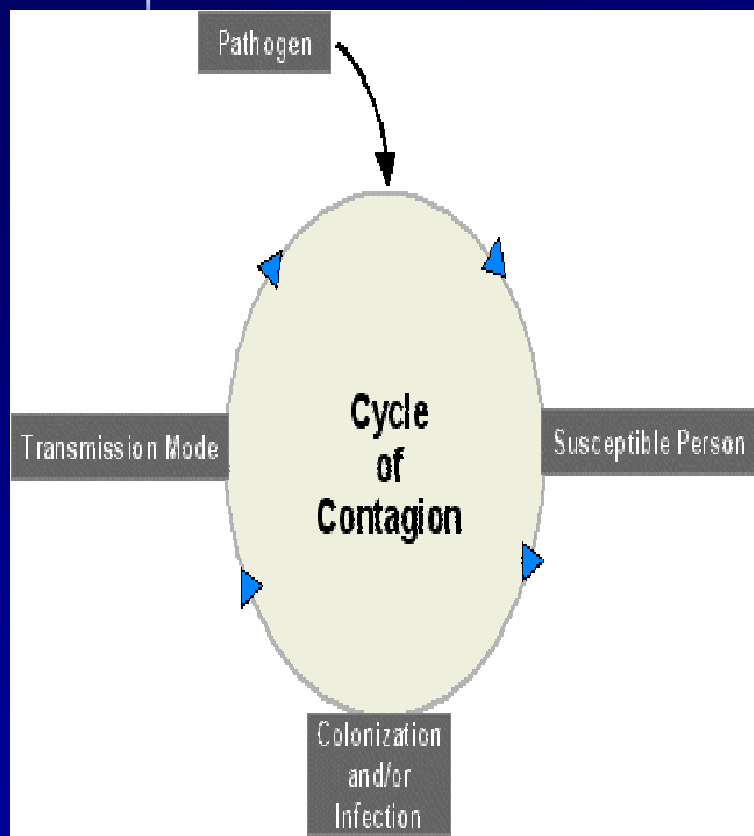 Pathogen
Cycle
of
Contagion
Transmission Mode
Susceptible Person
Colonization
and/or
Infection